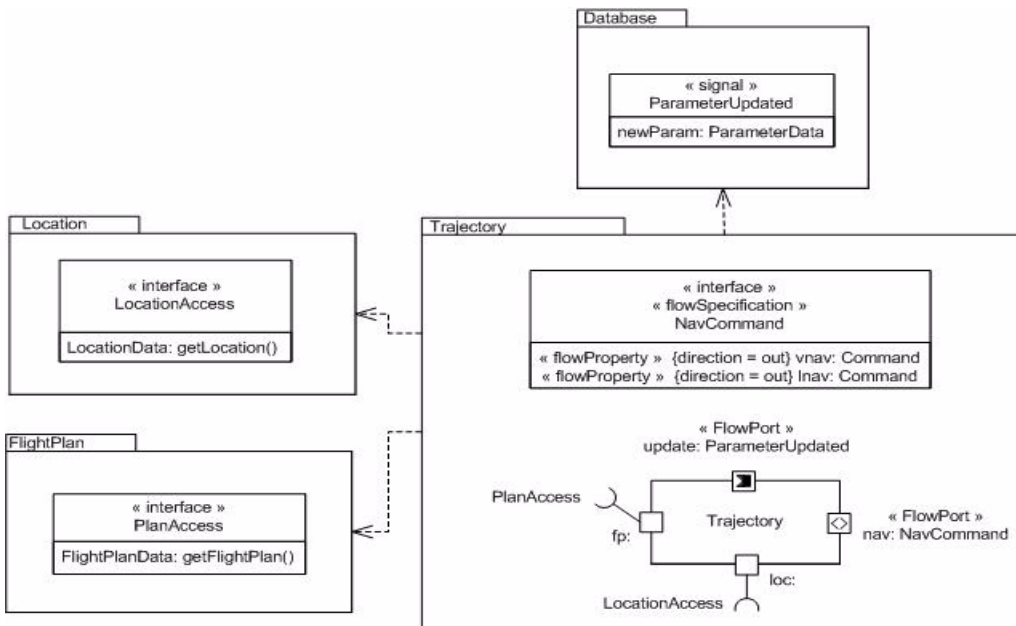 Database
« signal »
ParameterUpdated
newParam: ParameterData
Location
« interface »
LocationAccess
LocationData: getLocation()
Trajectory
« interface »
« flowSpecification »
NavCommand
« flowProperty »  {direction = out} vnav: Command
« flowProperty »  {direction = out} lnav: Command
FlightPlan
« interface »
PlanAccess
FlightPlanData: getFlightPlan()
« FlowPort »
update: ParameterUpdated
PlanAccess
fp:
Trajectory
« FlowPort »
nav: NavCommand
loc:
LocationAccess